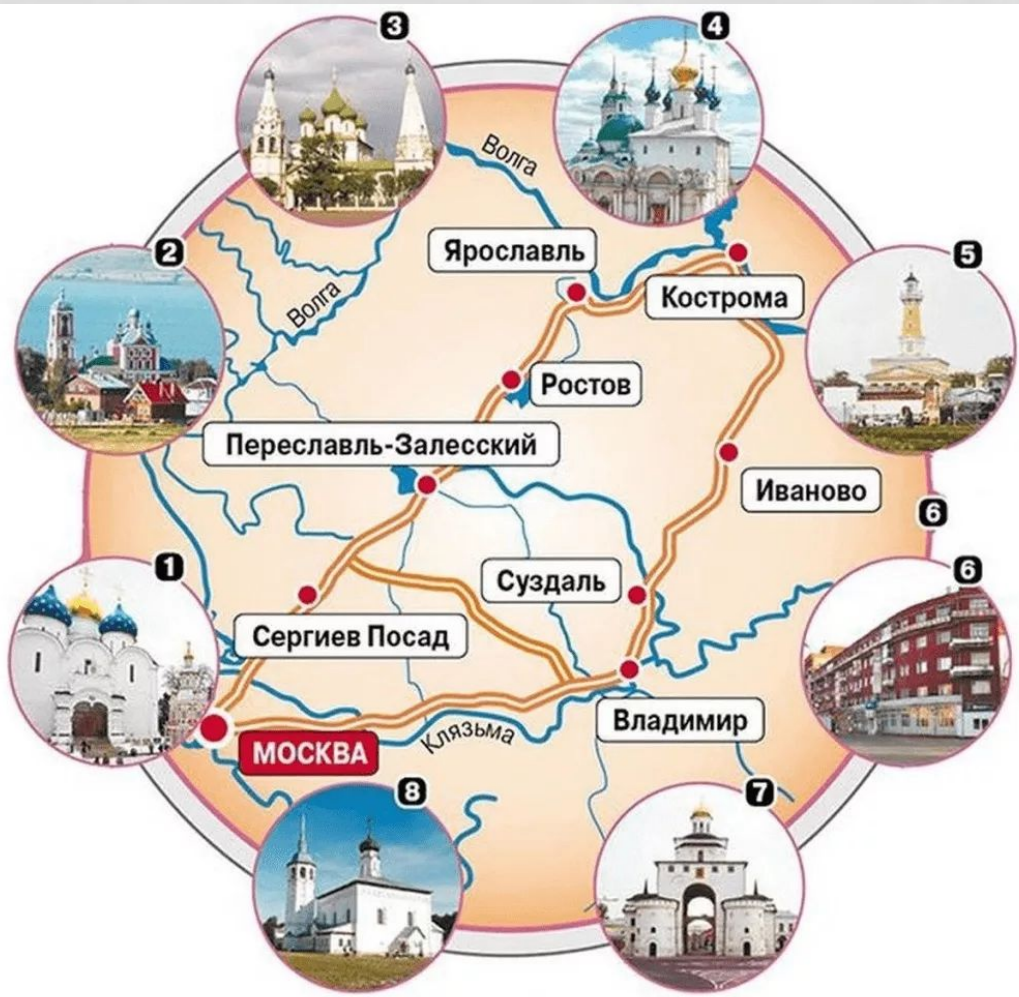 3
4
Волга
2
Ярославль
5
Кострома
Волга
Ростов
Переславль-Залесский
Иваново
6
1
Суздаль
6
Сергиев Посад
Владимир
МОСКВА
Клязьма
8
7